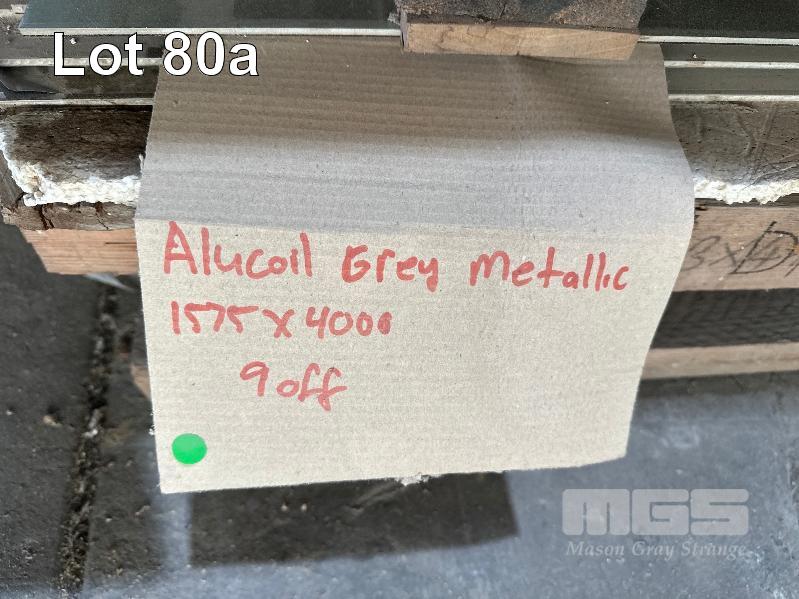 Lot 80a
Alucoil Grey Metallic
1575 x 4000
9 off
MGS
Mason Gray Strange